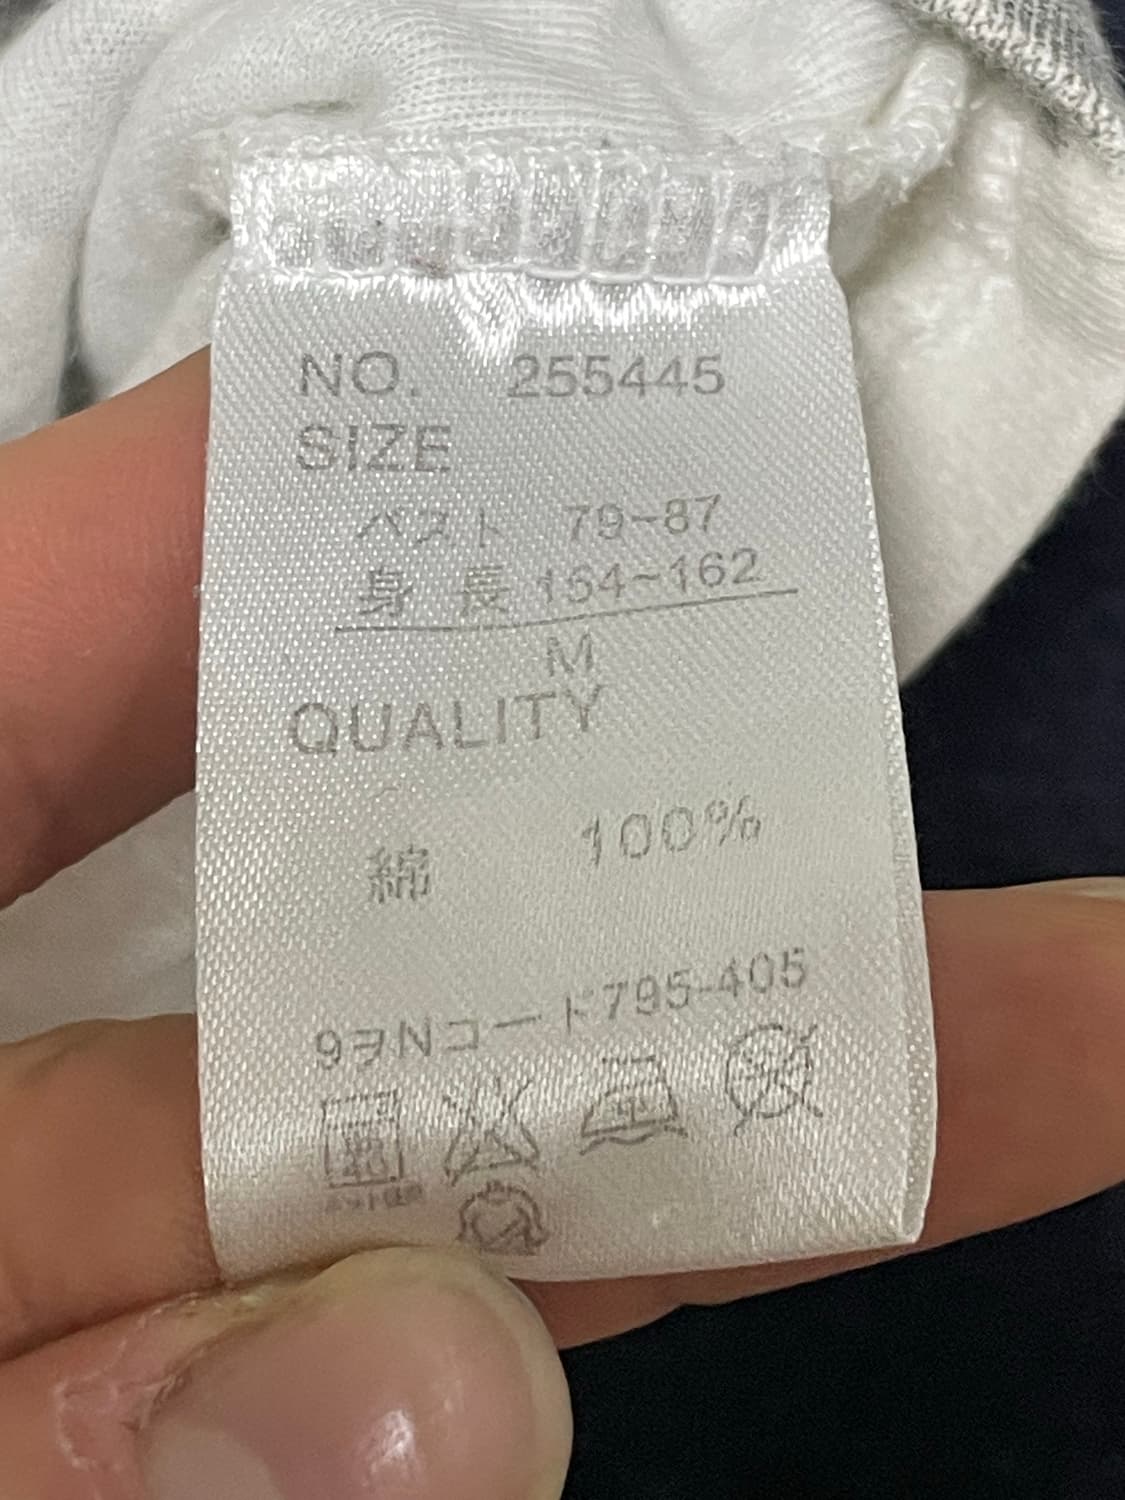 NO. 255445
SIZE
バスト 79~87
身長 154~162
M
QUALITY
綿 100%
9ヲNコード795-405